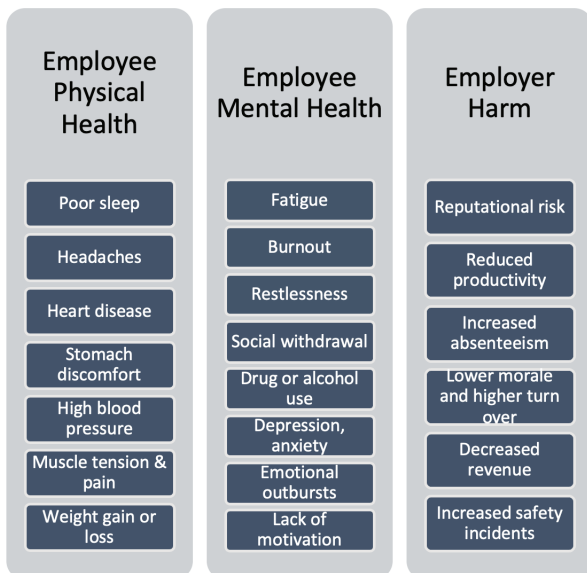 Employee
Physical
Health
Poor sleep
Headaches
Heart disease
Stomach
discomfort
High blood
pressure
Muscle tension &
pain
Weight gain or
loss
Employee
Mental Health
Fatigue
Burnout
Restlessness
Social withdrawal
Drug or alcohol
use
Depression,
anxiety
Emotional
outbursts
Lack of
motivation
Employer
Harm
Reputational risk
Reduced
productivity
Increased
absenteeism
Lower morale
and higher turn
over
Decreased
revenue
Increased safety
incidents